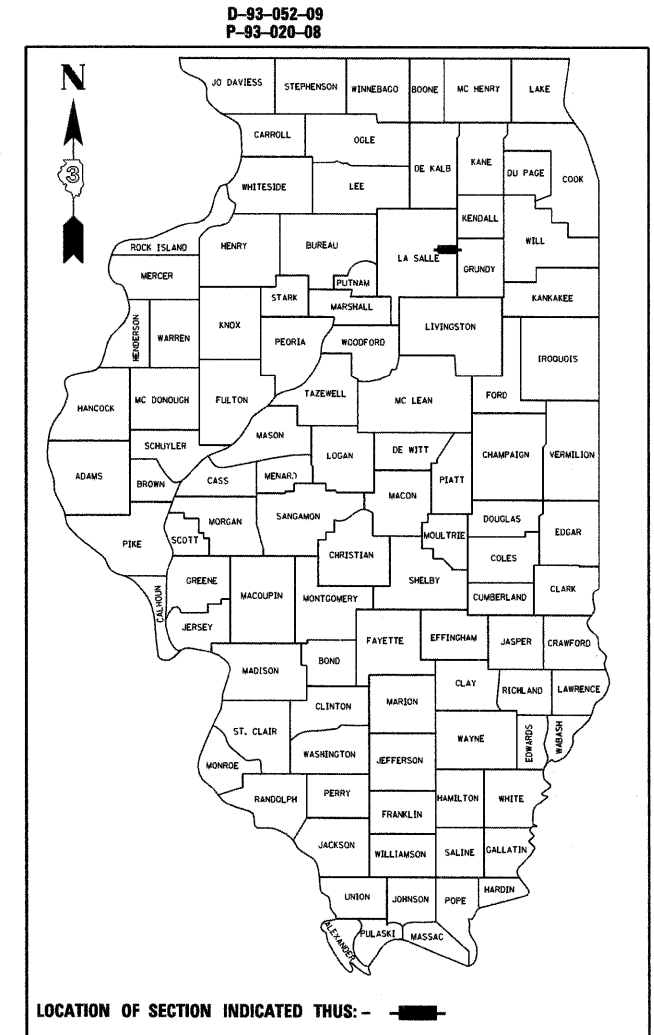 D-93-052-09
P-93-020-08
N
3
JO DAVIESS
STEPHENSON
WINNEBAGO
BOONE
MC HENRY
LAKE
CARROLL
OGLE
DE KALB
KANE
DU PAGE
COOK
WHITESIDE
LEE
KENDALL
WILL
ROCK ISLAND
HENRY
BUREAU
LA SALLE
GRUNDY
MERCER
PUTNAM
STARK
MARSHALL
KANKAKEE
HENDERSON
WARREN
KNOX
PEORIA
WOODFORD
LIVINGSTON
IROQUOIS
HANCOCK
MC DONOUGH
FULTON
TAZEWELL
MC LEAN
FORD
SCHUYLER
MASON
LOGAN
DE WITT
CHAMPAIGN
VERMILION
ADAMS
BROWN
CASS
MENARD
MACON
PIATT
MORGAN
SANGAMON
DOUGLAS
EDGAR
PIKE
SCOTT
CHRISTIAN
MOULTRIE
COLES
GREENE
MACOUPIN
MONTGOMERY
SHELBY
CUMBERLAND
CLARK
CALHOUN
JERSEY
FAYETTE
EFFINGHAM
JASPER
CRAWFORD
MADISON
BOND
CLAY
RICHLAND
LAWRENCE
CLINTON
MARION
ST. CLAIR
WAYNE
EDWARDS
WABASH
MONROE
WASHINGTON
JEFFERSON
RANDOLPH
PERRY
HAMILTON
WHITE
FRANKLIN
JACKSON
WILLIAMSON
SALINE
GALLATIN
UNION
JOHNSON
POPE
HARDIN
ALEXANDER
PULASKI
MASSAC
LOCATION OF SECTION INDICATED THUS: -